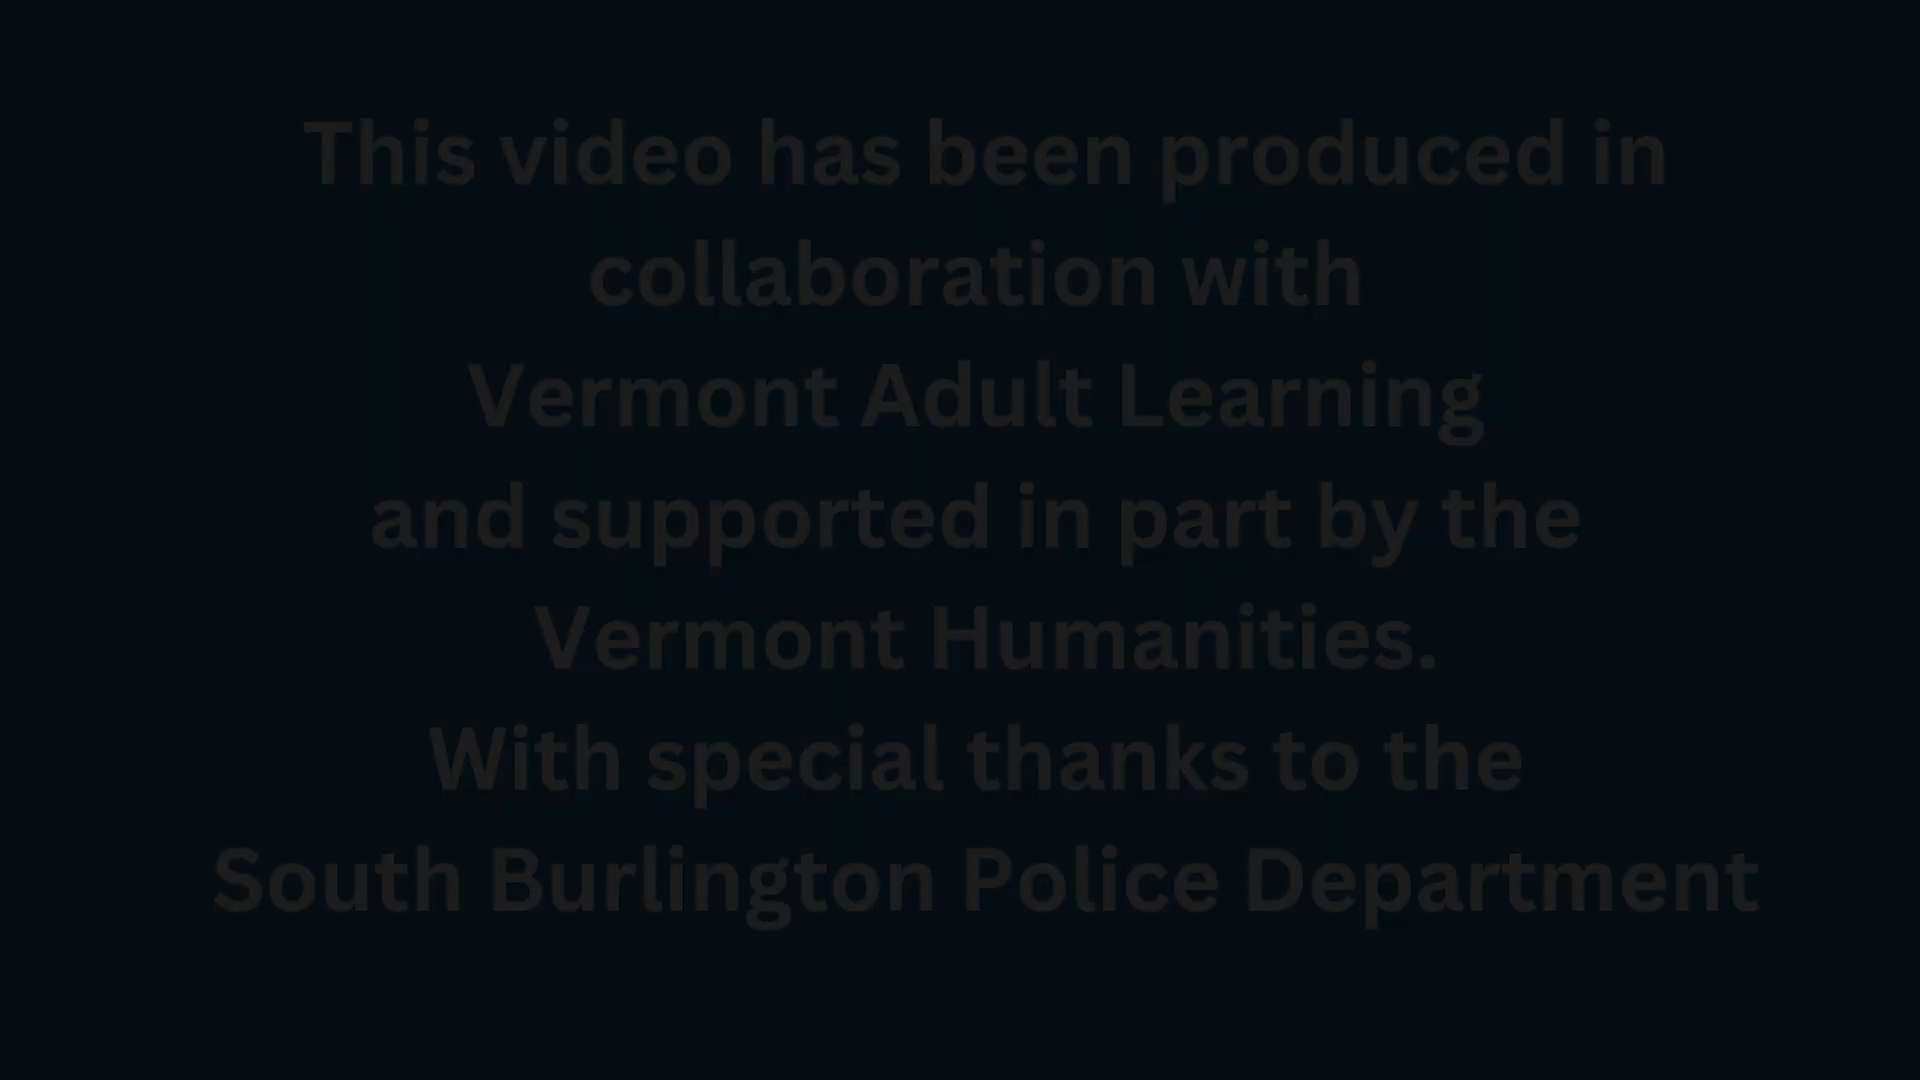 This video has been produced in
collaboration with
Vermont Adult Learning
and supported in part by the
Vermont Humanities.
With special thanks to the
South Burlington Police Department